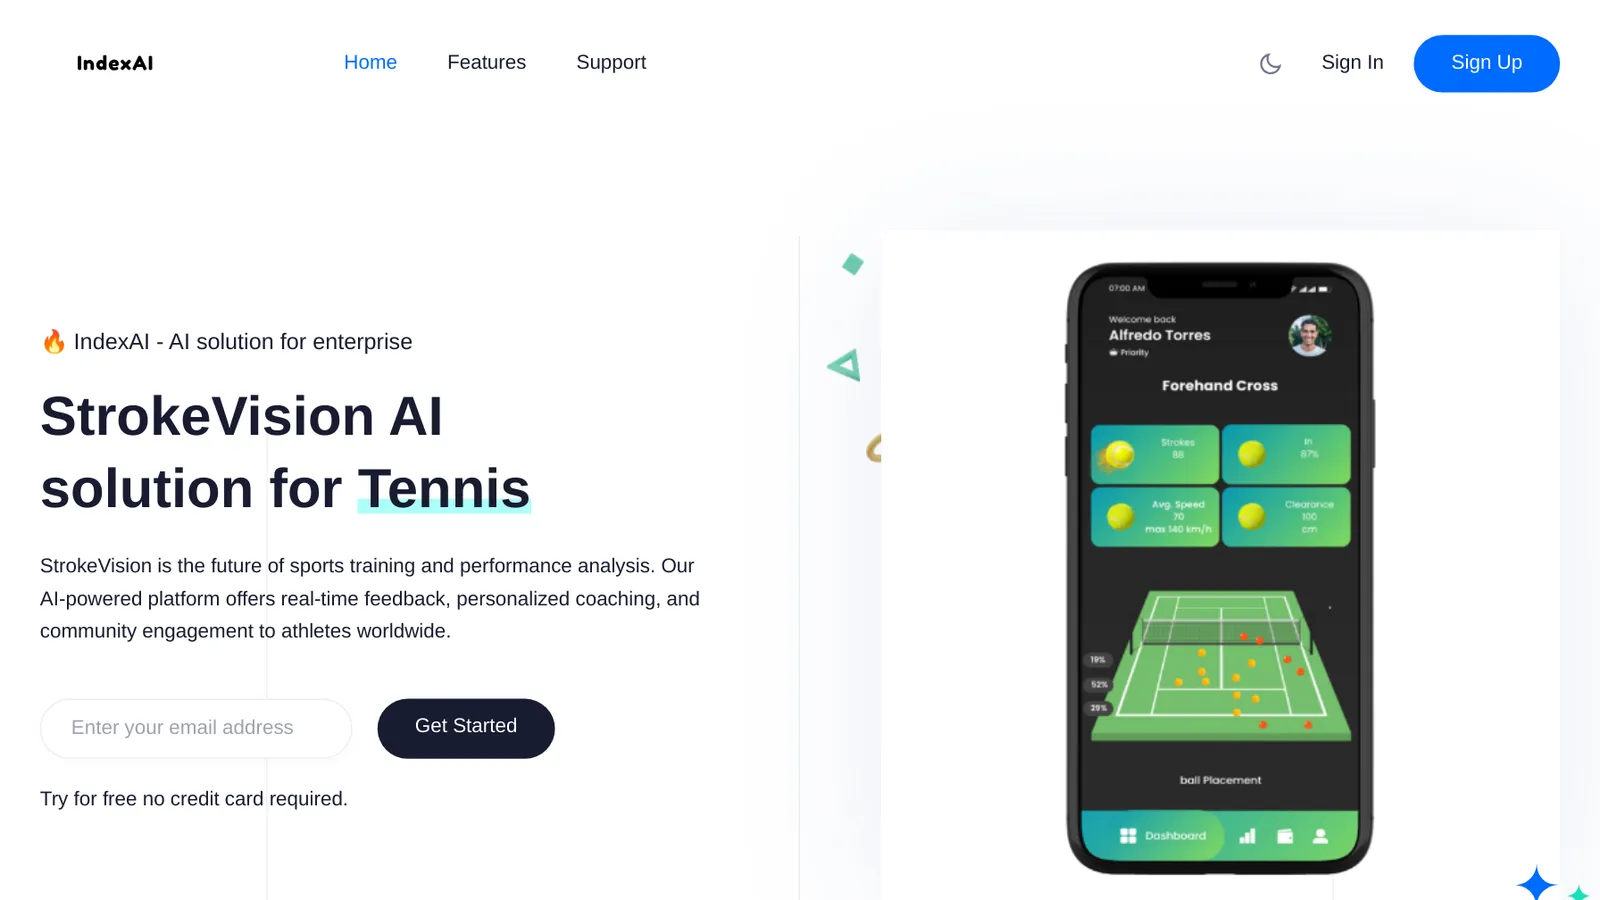 IndexAI
Home
Features
Support
Sign In
Sign Up
🔥 IndexAI - AI solution for enterprise
StrokeVision AI
solution for Tennis
StrokeVision is the future of sports training and performance analysis. Our
AI-powered platform offers real-time feedback, personalized coaching, and
community engagement to athletes worldwide.
Enter your email address
Get Started
Try for free no credit card required.
07:00 AM
Welcome back
Alfredo Torres
Priority
Forehand Cross
Strokes
88
In
87%
Avg. Speed
70
max 140 km/h
Clearance
100
cm
19%
52%
29%
ball Placement
Dashboard